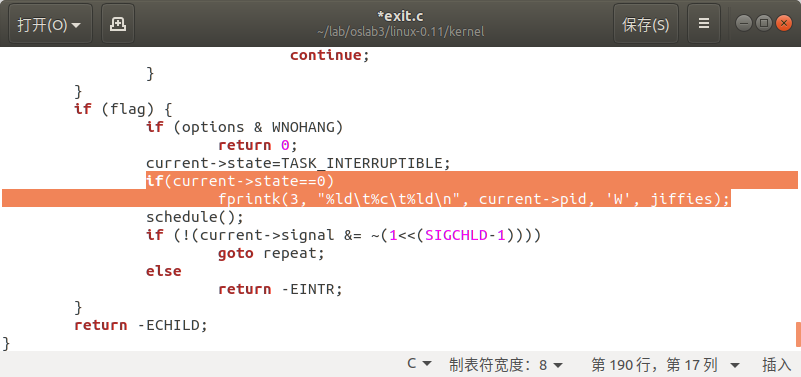 打开(O)
*exit.c
~/lab/oslab3/linux-0.11/kernel
保存(S)
continue;
}
}
if (flag) {
if (options & WNOHANG)
return 0;
current->state=TASK_INTERRUPTIBLE;
if(current->state==0)
fprintk(3, "%ld\t%c\t%ld\n", current->pid, 'W', jiffies);
schedule();
if (!(current->signal &= ~(1<<(SIGCHLD-1))))
goto repeat;
else
return -EINTR;
}
return -ECHILD;
}
C
制表符宽度：8
第 190 行，第 17 列
插入